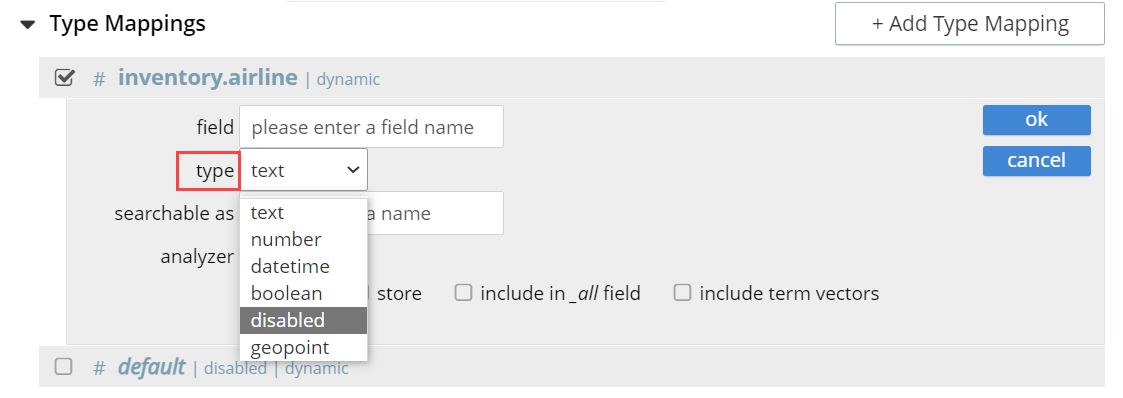 Type Mappings
+ Add Type Mapping
# inventory.airline | dynamic
field please enter a field name
ok
type text
cancel
searchable as a name
text
number
datetime
boolean
disabled
geopoint
analyzer
store include in _all field include term vectors
# default | disabled | dynamic